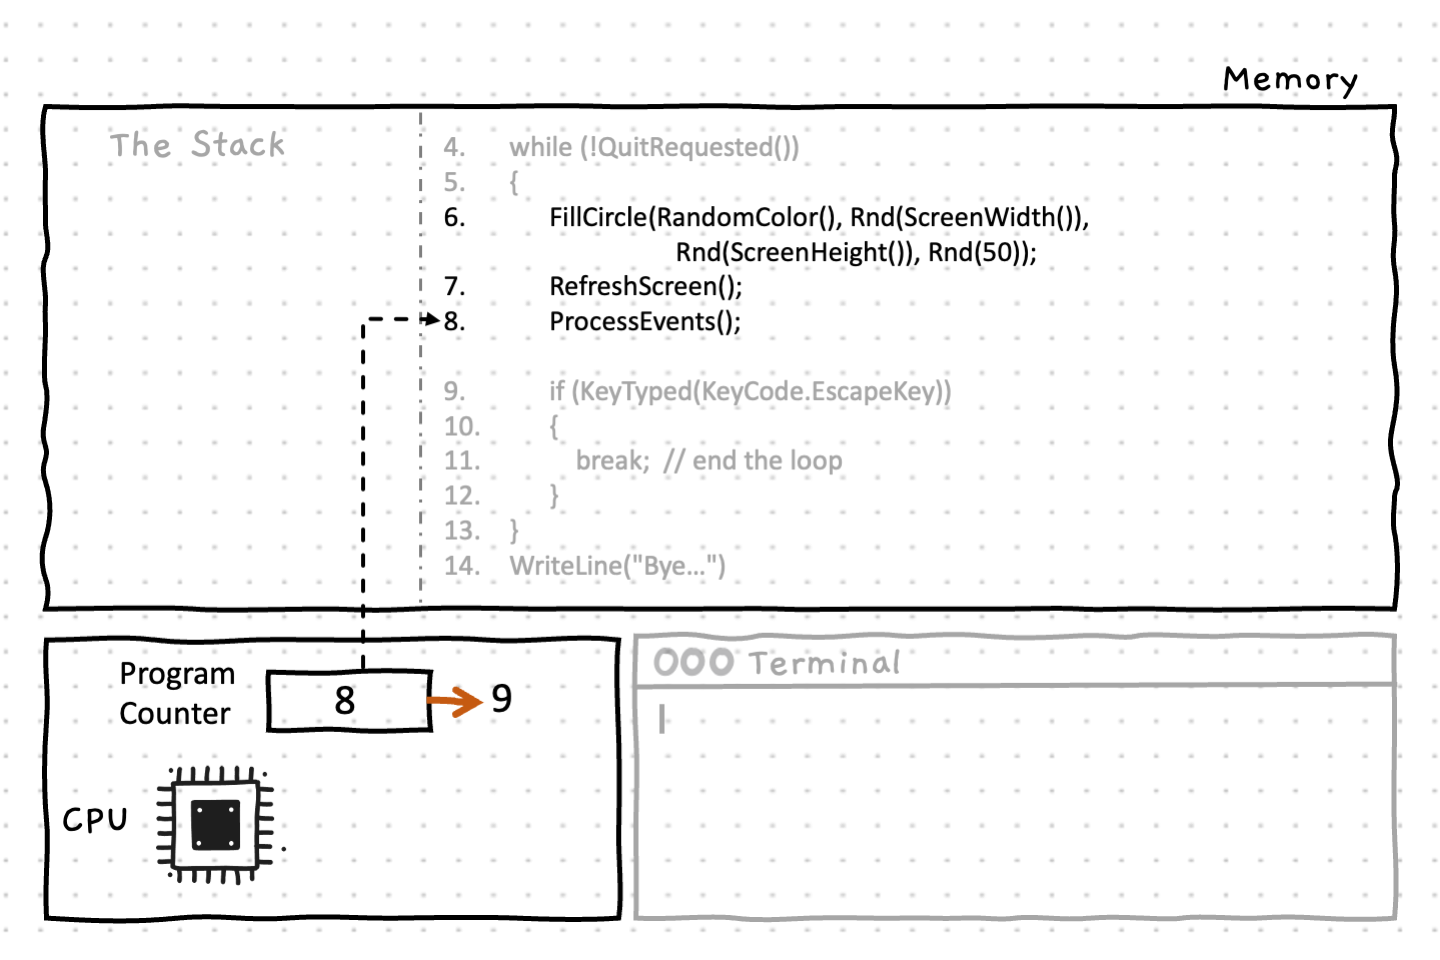 Memory
The Stack
4. while (!QuitRequested())
5. {
6. FillCircle(RandomColor(), Rnd(ScreenWidth()),
Rnd(ScreenHeight()), Rnd(50));
7. RefreshScreen();
8. ProcessEvents();
9. if (KeyTyped(KeyCode.EscapeKey))
10. {
11. break; // end the loop
12. }
13. }
14. WriteLine("Bye...")
Program
Counter
8
9
CPU
Terminal